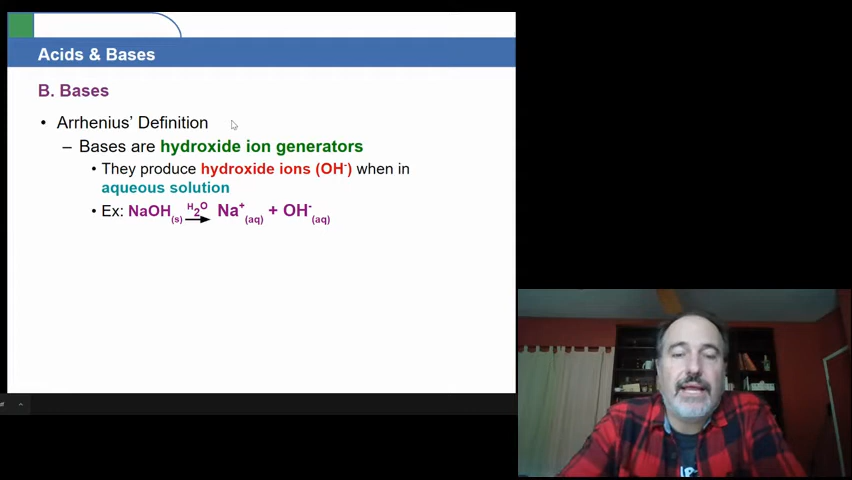 Acids & Bases
B. Bases
• Arrhenius' Definition
– Bases are hydroxide ion generators
• They produce hydroxide ions (OH⁻) when in
aqueous solution
• Ex: NaOH(s) H₂O → Na⁺(aq) + OH⁻(aq)